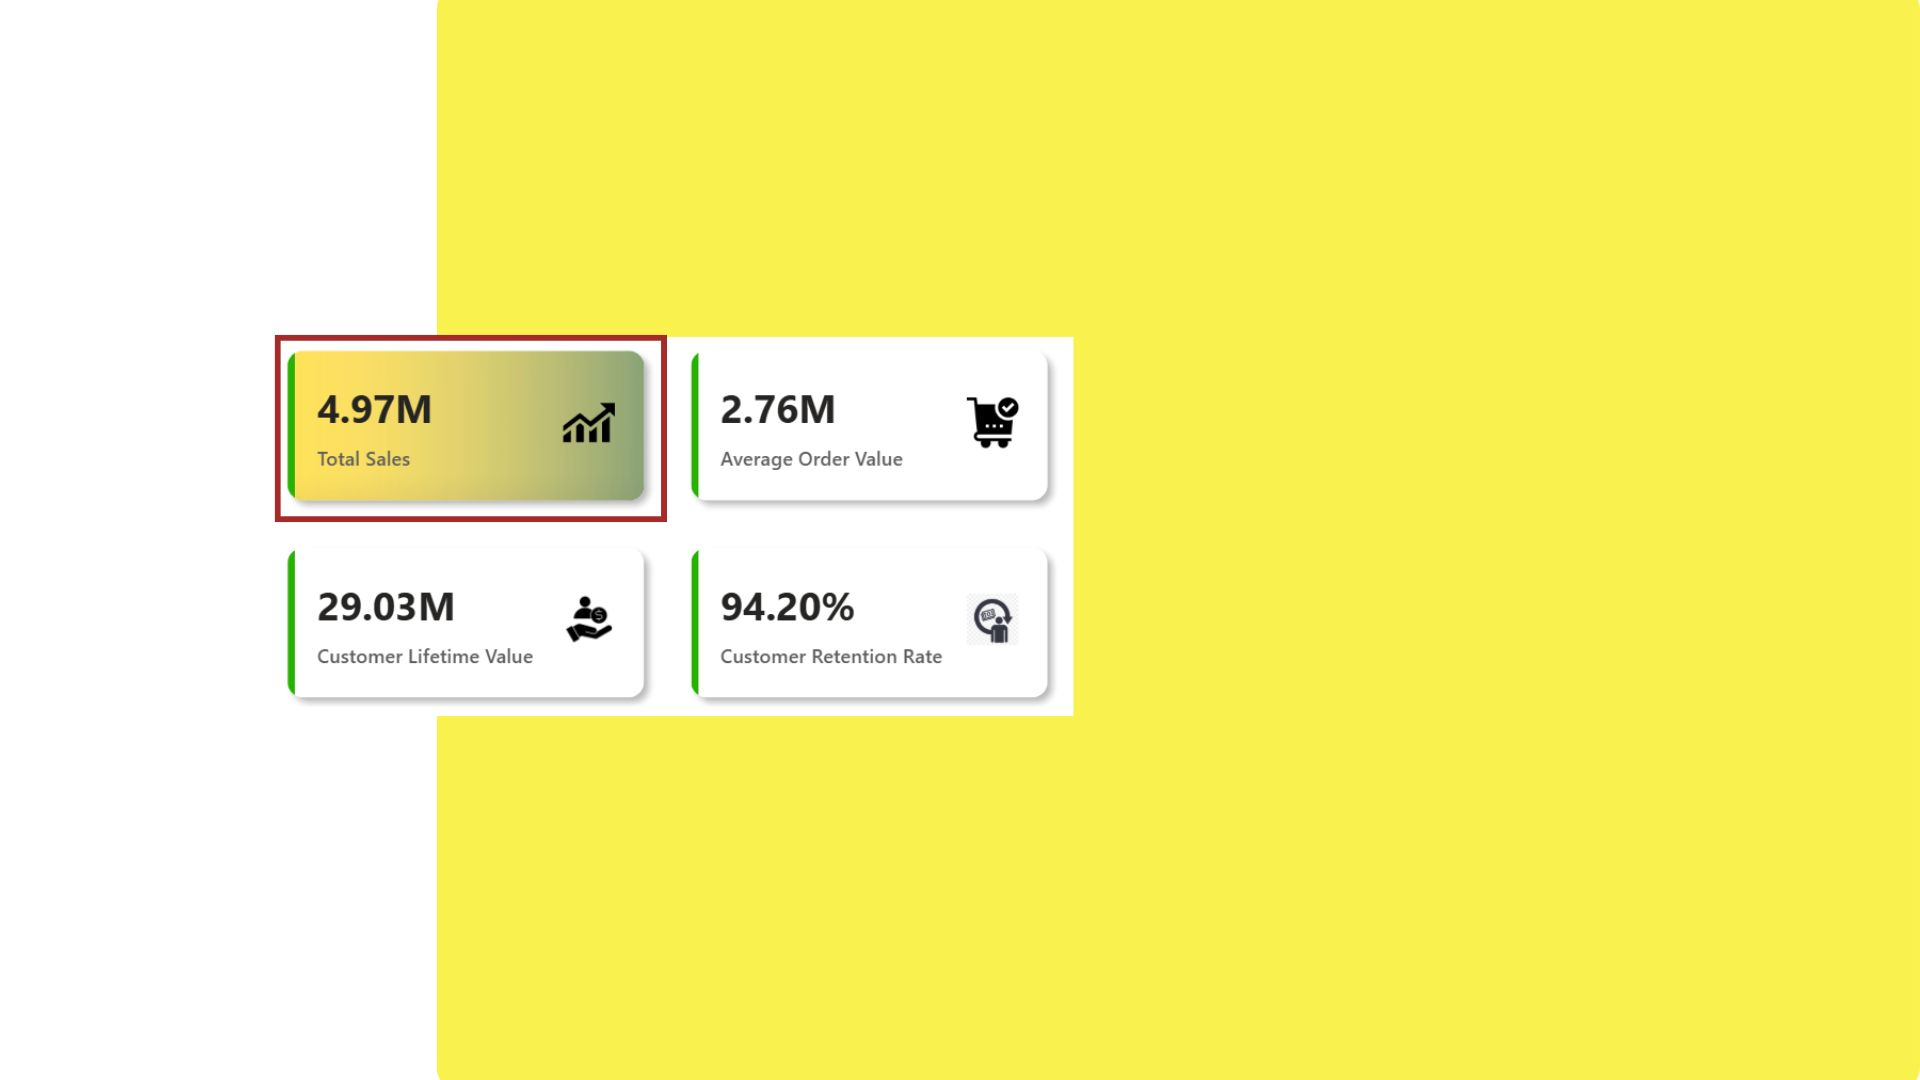 4.97M
Total Sales
2.76M
Average Order Value
29.03M
Customer Lifetime Value
94.20%
Customer Retention Rate